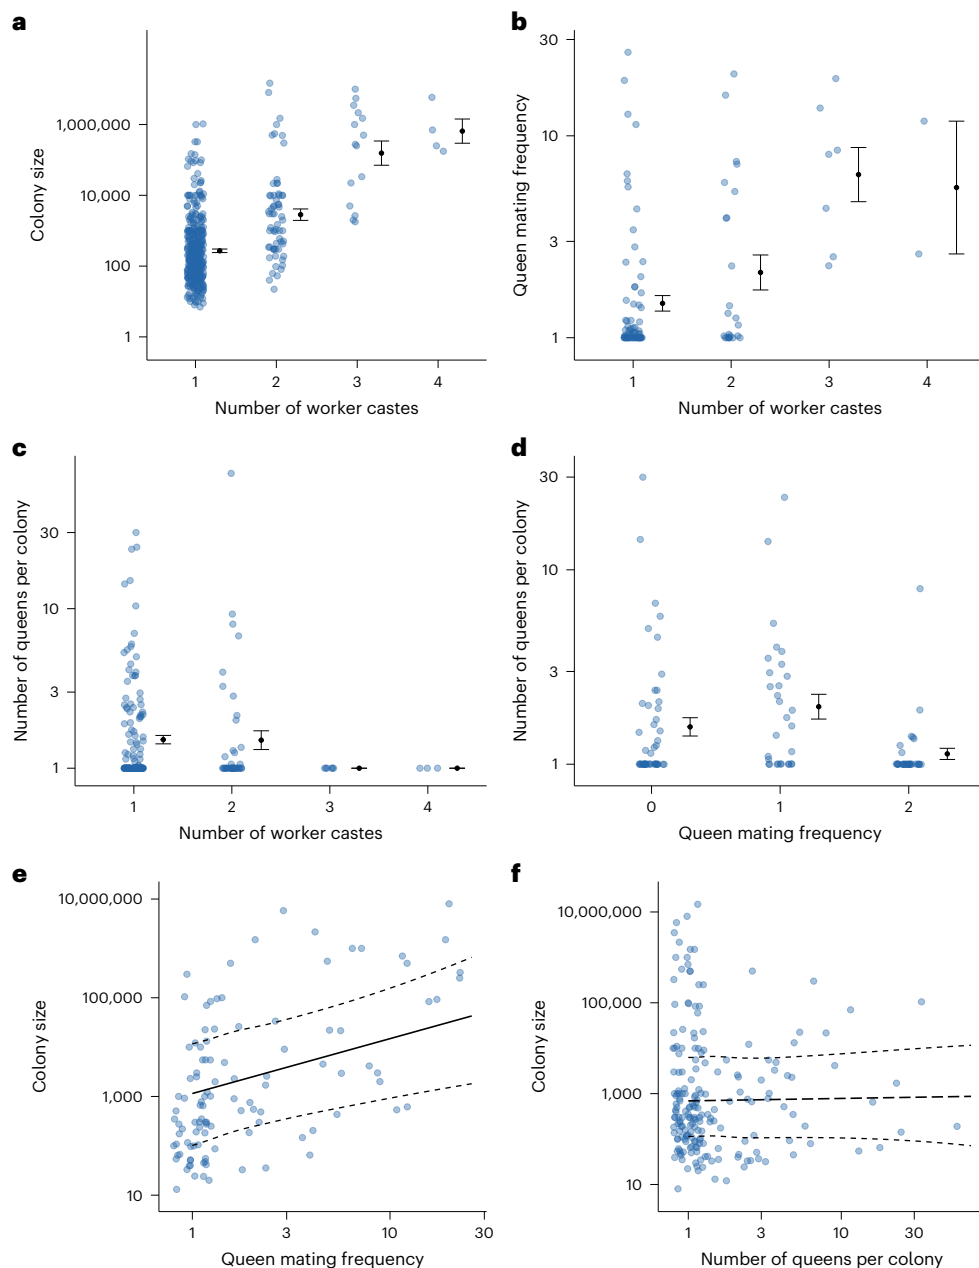 a
1,000,000
10,000
100
1
Colony size
1
2
3
4
Number of worker castes
b
30
10
3
1
Queen mating frequency
1
2
3
4
Number of worker castes
c
30
10
3
1
Number of queens per colony
1
2
3
4
Number of worker castes
d
30
10
3
1
Number of queens per colony
0
1
2
Queen mating frequency
e
10,000,000
100,000
1,000
10
Colony size
1
3
10
30
Queen mating frequency
f
10,000,000
100,000
1,000
10
Colony size
1
3
10
30
Number of queens per colony